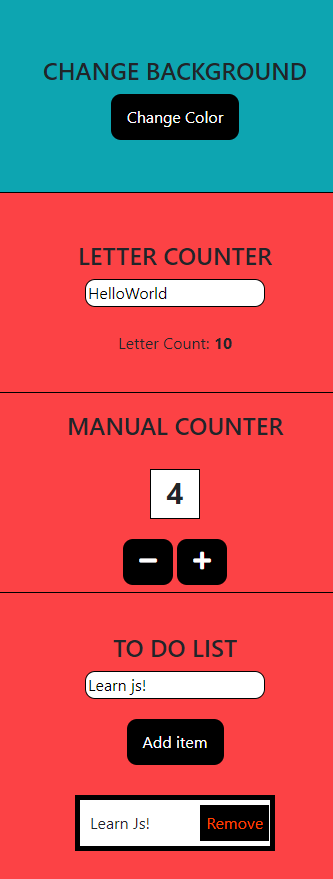 CHANGE BACKGROUND
Change Color
LETTER COUNTER
HelloWorld
Letter Count: 10
MANUAL COUNTER
4
− +
TO DO LIST
Learn js!
Add item
Learn Js! Remove